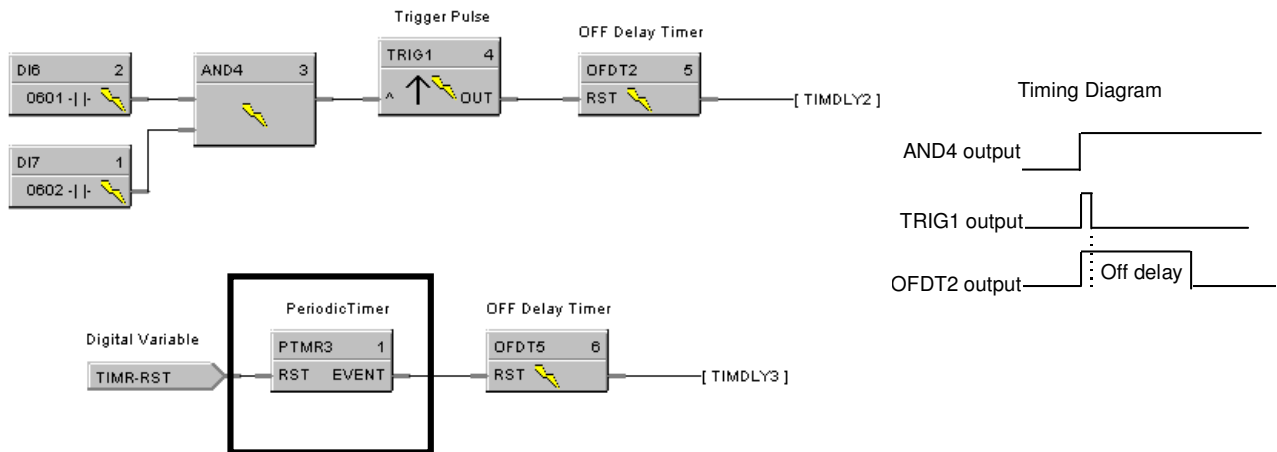 Trigger Pulse
OFF Delay Timer
DI6 2
0601 -| |-
AND4 3
TRIG1 4
^ OUT
OFDT2 5
RST
[ TIMDLY2 ]
DI7 1
0602 -| |-
Timing Diagram
AND4 output
TRIG1 output
OFDT2 output
Off delay
Digital Variable
TIMR-RST
PeriodicTimer
PTMR3 1
RST EVENT
OFF Delay Timer
OFDT5 6
RST
[ TIMDLY3 ]